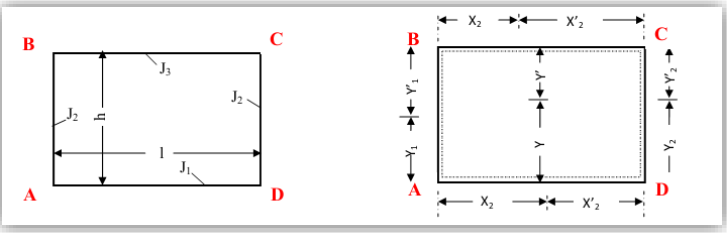 B C
J₃
J₂ h J₂
l
J₁
A D
X₂ X'₂
B C
Y'₁ Y' Y'₂
Y₁ Y Y₂
A D
X₂ X'₂